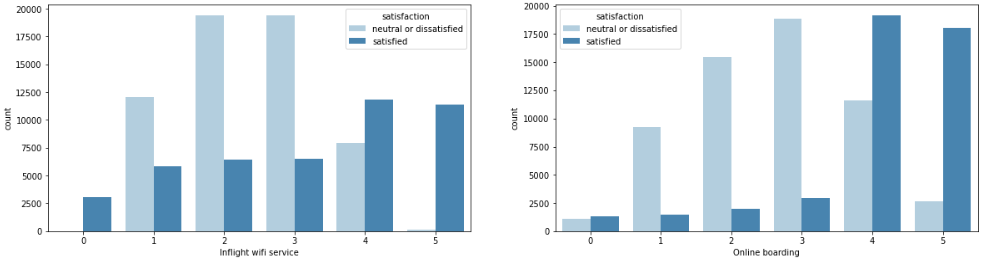 20000
17500
15000
12500
10000
7500
5000
2500
0
count
satisfaction
neutral or dissatisfied
satisfied
0 1 2 3 4 5
Inflight wifi service
20000
17500
15000
12500
10000
7500
5000
2500
0
count
satisfaction
neutral or dissatisfied
satisfied
0 1 2 3 4 5
Online boarding